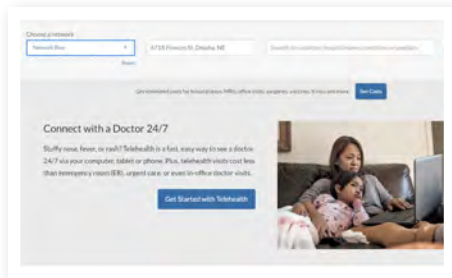 Choose a network
Network Blue
6718 Frances St, Omaha, NE
Reset
See Costs
Connect with a Doctor 24/7
Stuffy nose, fever, or rash? Telehealth is a fast, easy way to see a doctor
24/7 via your computer, tablet or phone. Plus, telehealth visits cost less
than emergency room (ER), urgent care, or even in-office doctor visits.
Get Started with Telehealth